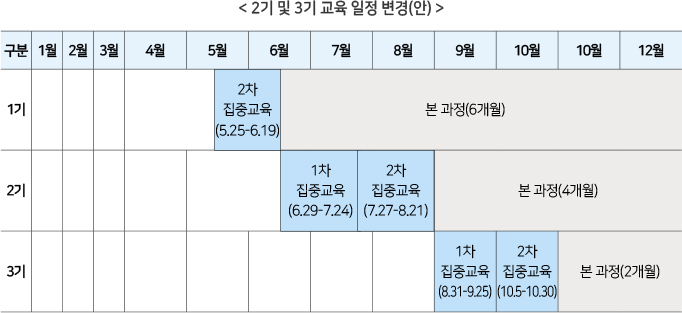 < 2기 및 3기 교육 일정 변경(안) >
구분 1월 2월 3월 4월 5월 6월 7월 8월 9월 10월 10월 12월
1기
2차
집중교육
(5.25-6.19)
본 과정(6개월)
2기
1차
집중교육
(6.29-7.24)
2차
집중교육
(7.27-8.21)
본 과정(4개월)
3기
1차
집중교육
(8.31-9.25)
2차
집중교육
(10.5-10.30)
본 과정(2개월)